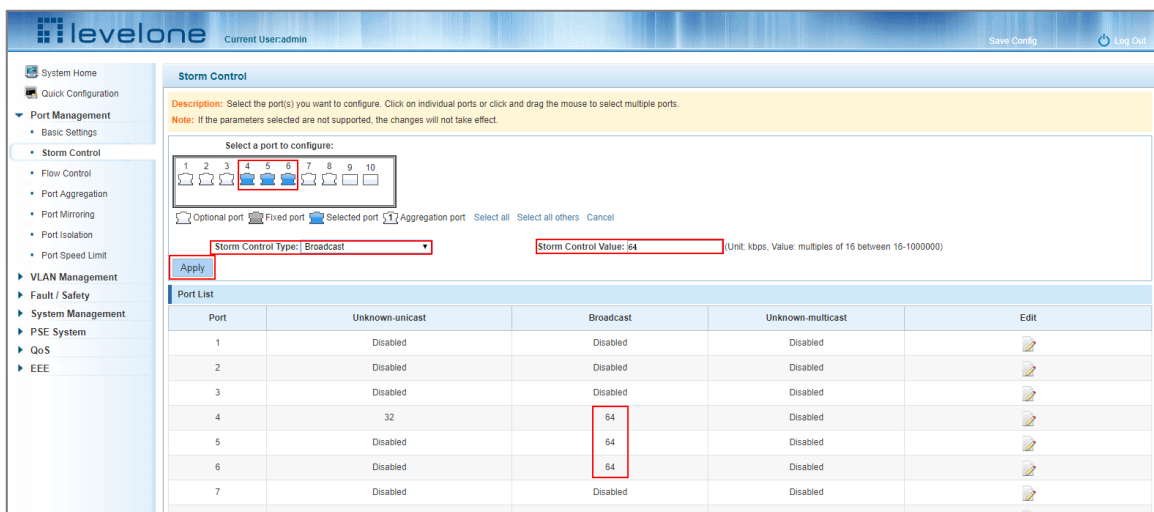 levelone Current User:admin Save Config Log Out
System Home
Quick Configuration
Port Management
Basic Settings
Storm Control
Flow Control
Port Aggregation
Port Mirroring
Port Isolation
Port Speed Limit
VLAN Management
Fault / Safety
System Management
PSE System
QoS
EEE
Storm Control
Description: Select the port(s) you want to configure. Click on individual ports or click and drag the mouse to select multiple ports.
Note: If the parameters selected are not supported, the changes will not take effect.
Select a port to configure:
1 2 3 4 5 6 7 8 9 10
Optional port Fixed port Selected port 1 Aggregation port Select all Select all others Cancel
Storm Control Type: Broadcast Storm Control Value: 64 (Unit: kbps, Value: multiples of 16 between 16-1000000)
Apply
Port List
Port Unknown-unicast Broadcast Unknown-multicast Edit
1 Disabled Disabled Disabled
2 Disabled Disabled Disabled
3 Disabled Disabled Disabled
4 32 64 Disabled
5 Disabled 64 Disabled
6 Disabled 64 Disabled
7 Disabled Disabled Disabled